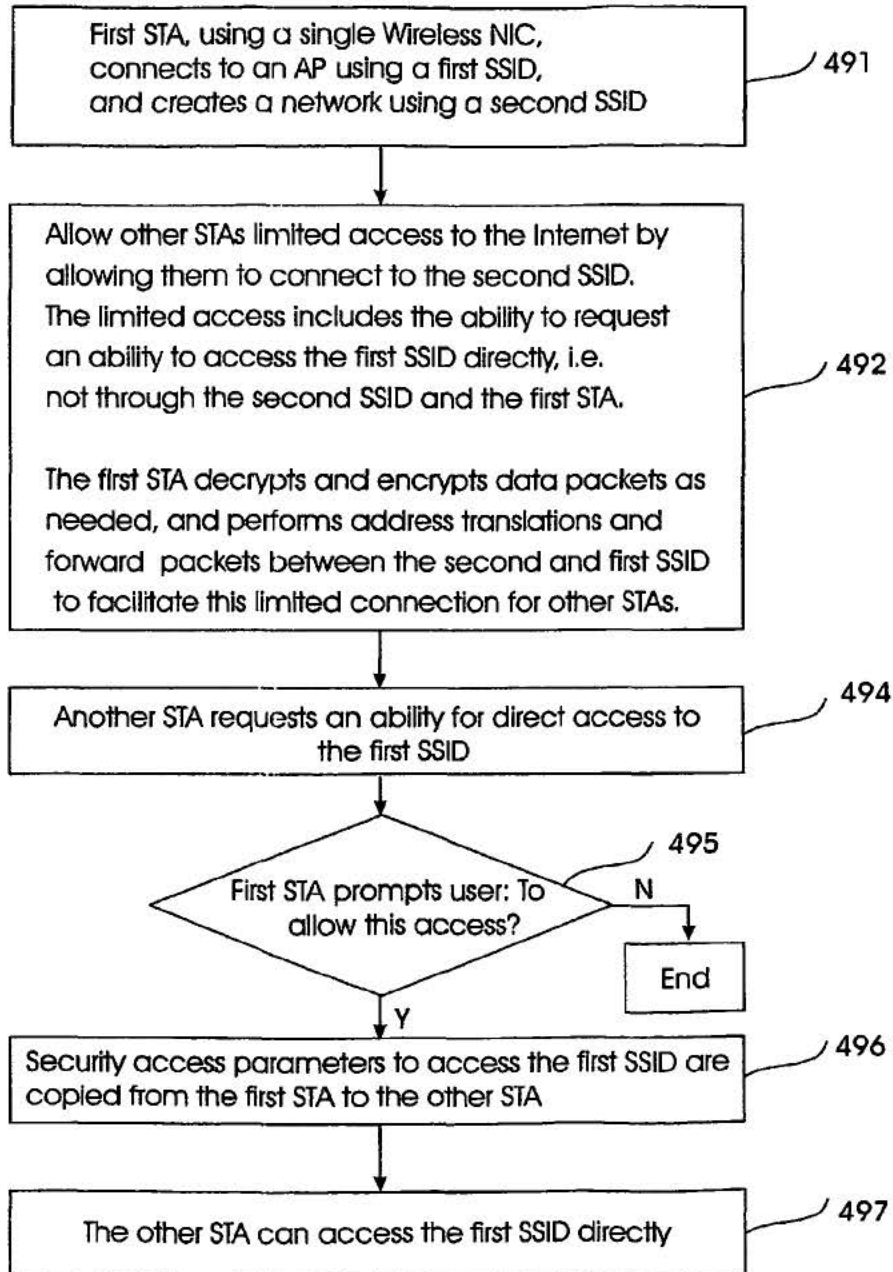 First STA, using a single Wireless NIC,
connects to an AP using a first SSID,
and creates a network using a second SSID
491
Allow other STAs limited access to the Internet by
allowing them to connect to the second SSID.
The limited access includes the ability to request
an ability to access the first SSID directly, i.e.
not through the second SSID and the first STA.
492
The first STA decrypts and encrypts data packets as
needed, and performs address translations and
forward packets between the second and first SSID
to facilitate this limited connection for other STAs.
494
Another STA requests an ability for direct access to
the first SSID
495
First STA prompts user: To
allow this access?
N
End
Y
Security access parameters to access the first SSID are
copied from the first STA to the other STA
496
The other STA can access the first SSID directly
497